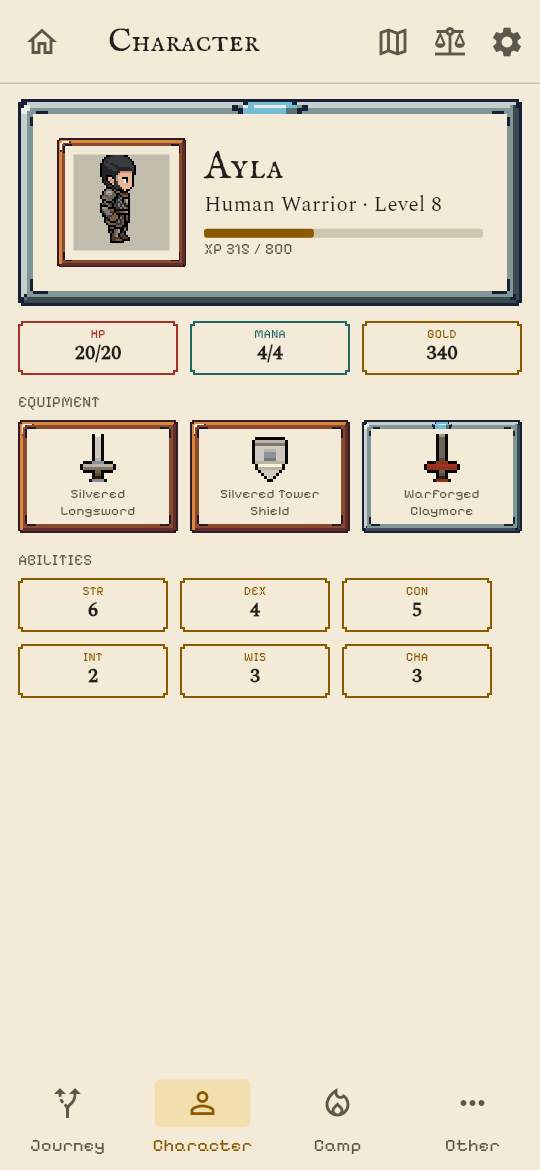 Character
Ayla
Human Warrior · Level 8
XP 315 / 800
HP
20/20
MANA
4/4
GOLD
340
EQUIPMENT
Silvered
Longsword
Silvered Tower
Shield
Warforged
Claymore
ABILITIES
STR
6
DEX
4
CON
5
INT
2
WIS
3
CHA
3
Journey
Character
Camp
Other